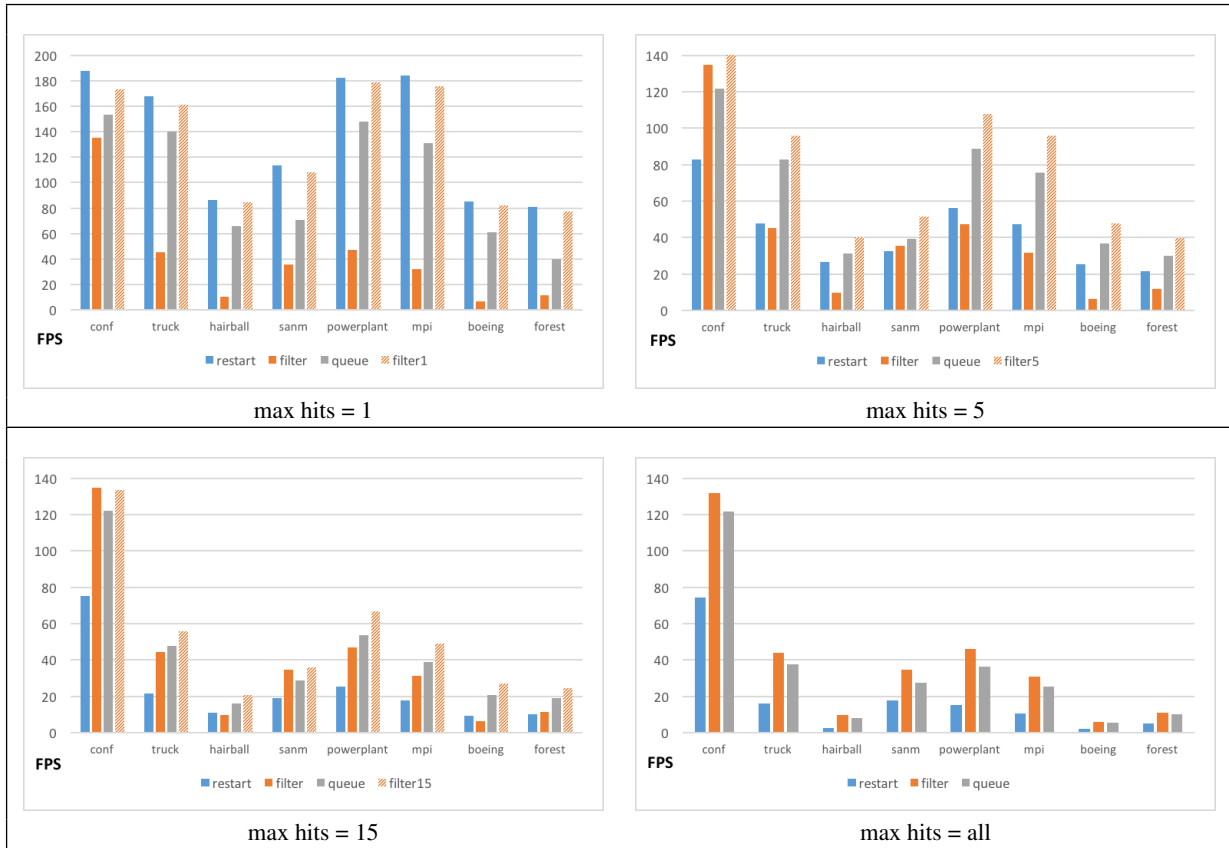 200
180
160
140
120
100
80
60
40
20
0
conf truck hairball sanm powerplant mpi boeing forest
FPS
restart filter queue filter1
max hits = 1
140
120
100
80
60
40
20
0
conf truck hairball sanm powerplant mpi boeing forest
FPS
restart filter queue filter5
max hits = 5
140
120
100
80
60
40
20
0
conf truck hairball sanm powerplant mpi boeing forest
FPS
restart filter queue filter15
max hits = 15
140
120
100
80
60
40
20
0
conf truck hairball sanm powerplant mpi boeing forest
FPS
restart filter queue
max hits = all